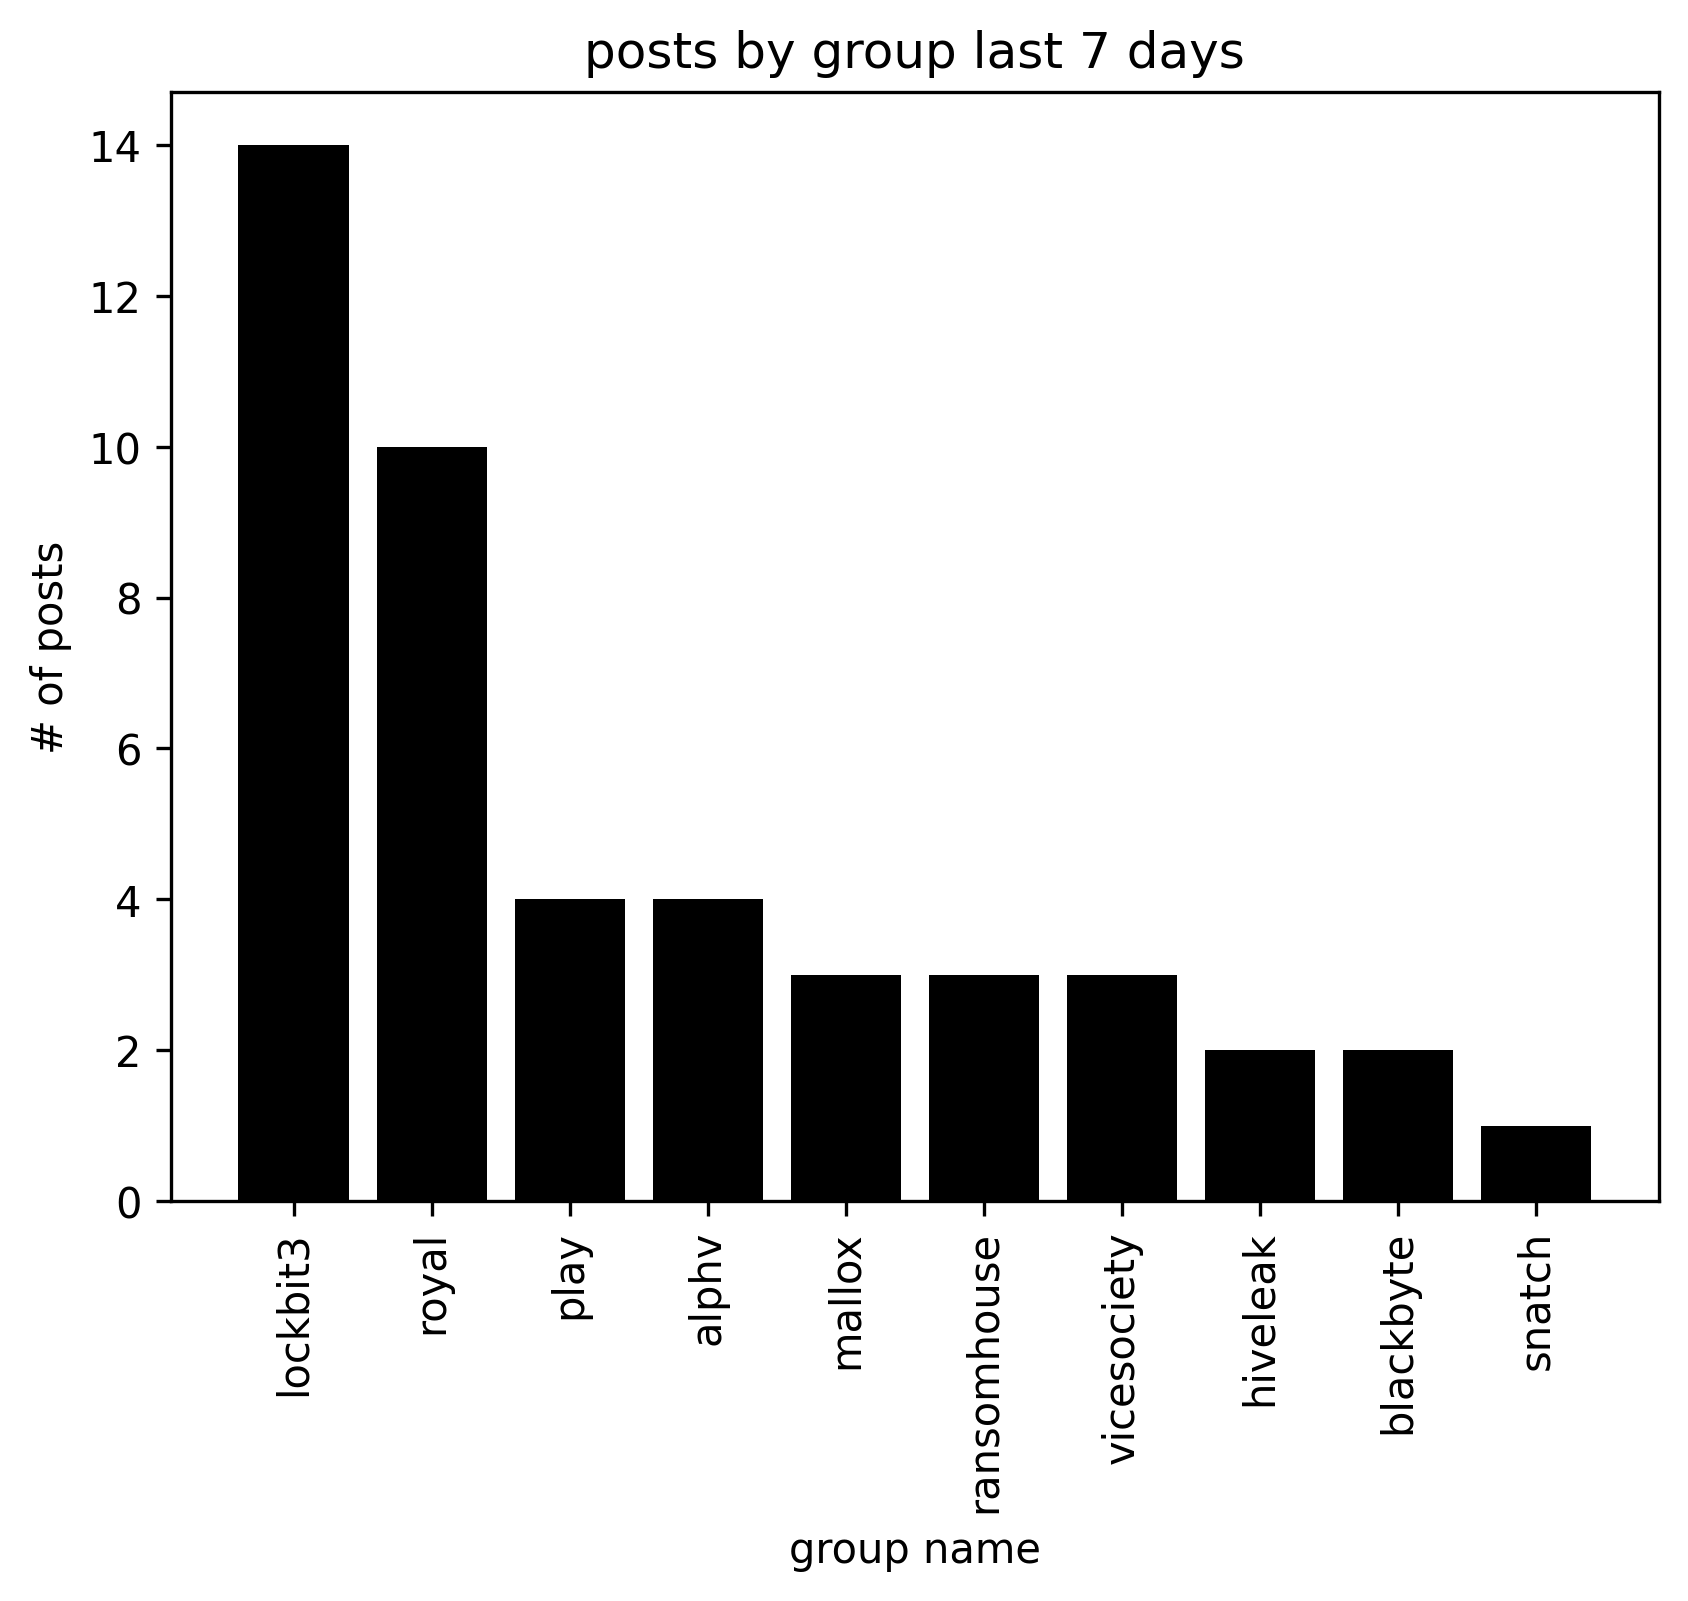 posts by group last 7 days
# of posts
14
12
10
8
6
4
2
0
lockbit3
royal
play
alphv
mallox
ransomhouse
vicesociety
hiveleak
blackbyte
snatch
group name